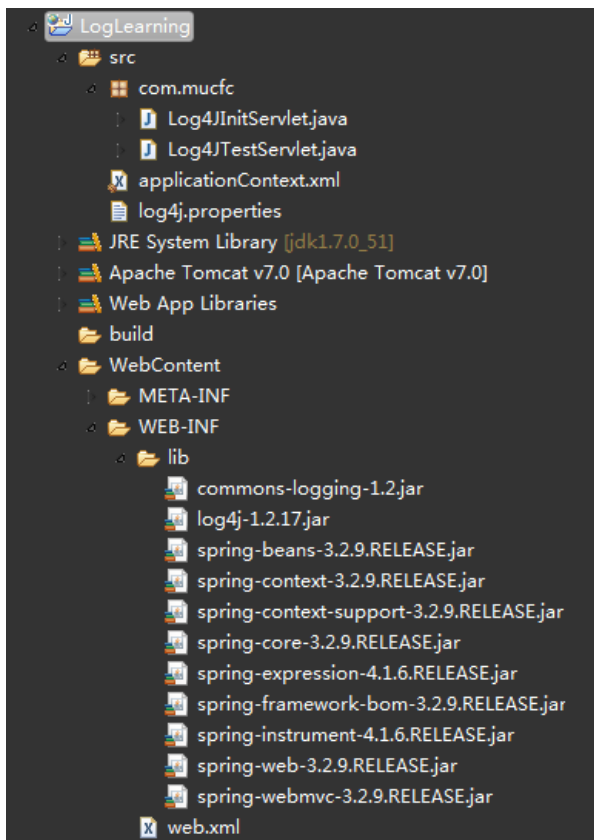 LogLearning
src
com.mucfc
Log4JInitServlet.java
Log4JTestServlet.java
applicationContext.xml
log4j.properties
JRE System Library [jdk1.7.0_51]
Apache Tomcat v7.0 [Apache Tomcat v7.0]
Web App Libraries
build
WebContent
META-INF
WEB-INF
lib
commons-logging-1.2.jar
log4j-1.2.17.jar
spring-beans-3.2.9.RELEASE.jar
spring-context-3.2.9.RELEASE.jar
spring-context-support-3.2.9.RELEASE.jar
spring-core-3.2.9.RELEASE.jar
spring-expression-4.1.6.RELEASE.jar
spring-framework-bom-3.2.9.RELEASE.jar
spring-instrument-4.1.6.RELEASE.jar
spring-web-3.2.9.RELEASE.jar
spring-webmvc-3.2.9.RELEASE.jar
web.xml